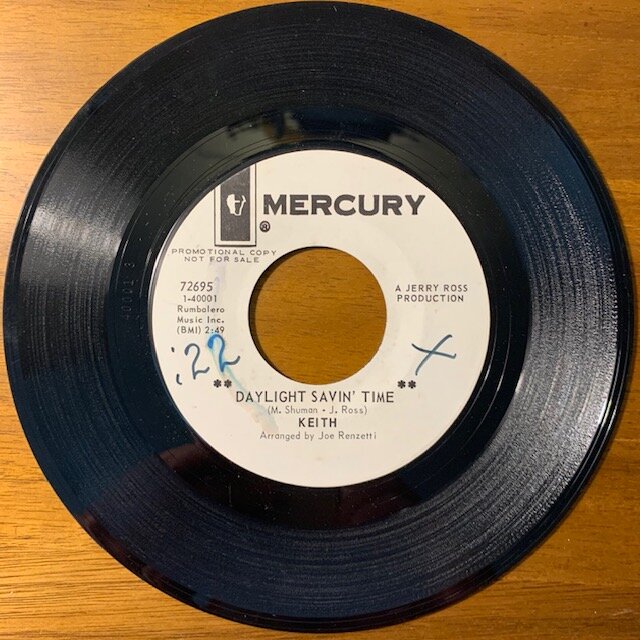 MERCURY
®
PROMOTIONAL COPY
NOT FOR SALE
72695
1-40001
Rumbalero
Music Inc.
(BMI) 2:49
A JERRY ROSS
PRODUCTION
:22
X
** DAYLIGHT SAVIN' TIME **
(M. Shuman • J. Ross)
KEITH
Arranged by Joe Renzetti